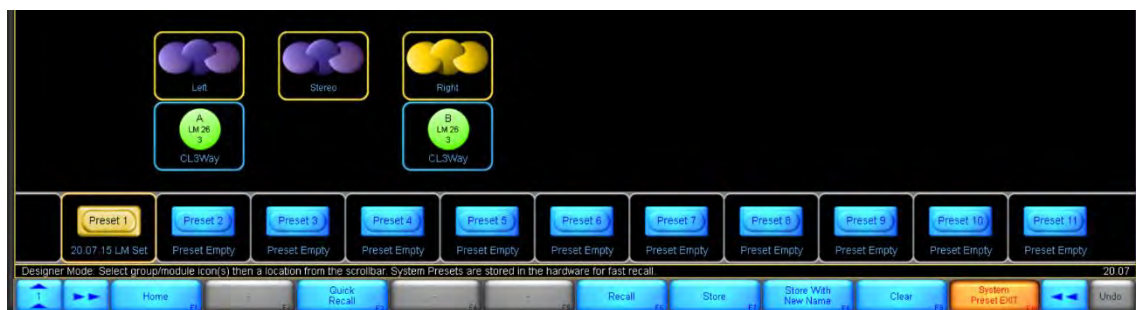 Left
Stereo
Right
A
LM 26
3
CL3Way
B
LM 26
3
CL3Way
Preset 1
Preset 2
Preset 3
Preset 4
Preset 5
Preset 6
Preset 7
Preset 8
Preset 9
Preset 10
Preset 11
20.07.15 LM Set
Preset Empty
Preset Empty
Preset Empty
Preset Empty
Preset Empty
Preset Empty
Preset Empty
Preset Empty
Preset Empty
Preset Empty
Designer Mode: Select group/module icon(s) then a location from the scrollbar. System Presets are stored in the hardware for fast recall.
20.07
1
Home
Quick
Recall
Recall
Store
Store With
New Name
Clear
System
Preset EXIT
Undo